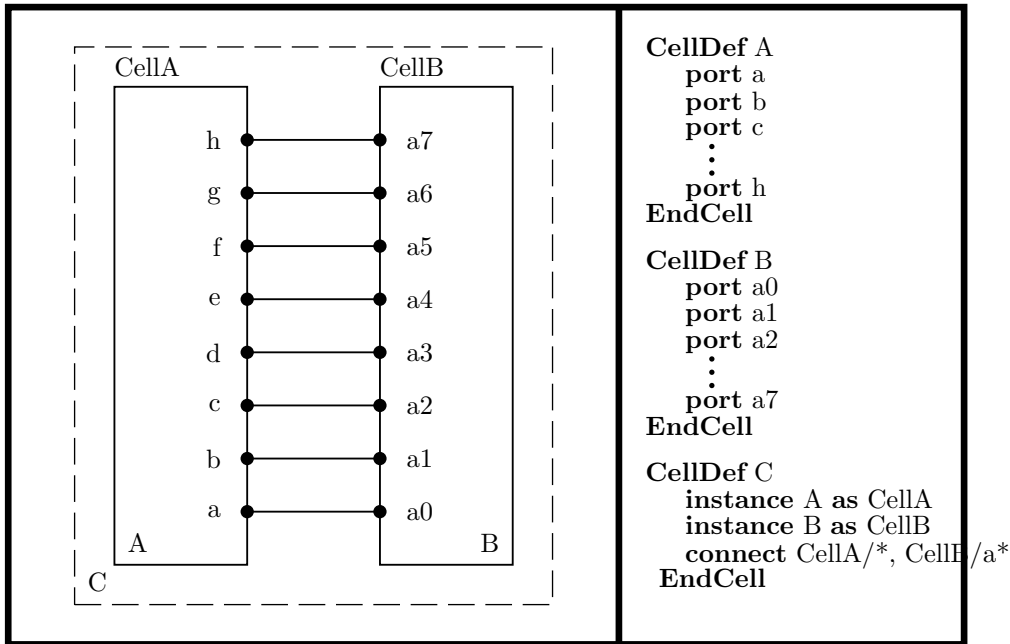 CellA CellB
h a7
g a6
f a5
e a4
d a3
c a2
b a1
a a0
A B
C
CellDef A
port a
port b
port c
port h
EndCell
CellDef B
port a0
port a1
port a2
port a7
EndCell
CellDef C
instance A as CellA
instance B as CellB
connect CellA/*, CellB/a*
EndCell